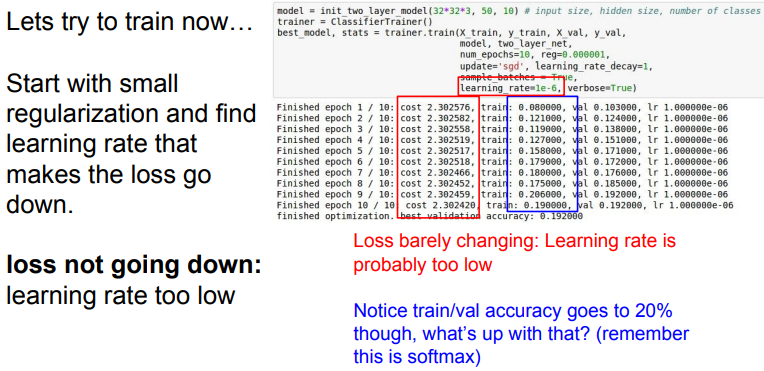 Lets try to train now…
Start with small
regularization and find
learning rate that
makes the loss go
down.
loss not going down:
learning rate too low
model = init_two_layer_model(32*32*3, 50, 10) # input size, hidden size, number of classes
trainer = ClassifierTrainer()
best_model, stats = trainer.train(X_train, y_train, X_val, y_val,
model, two_layer_net,
num_epochs=10, reg=0.000001,
update='sgd', learning_rate_decay=1,
sample_batches = True,
learning_rate=1e-6, verbose=True)
Finished epoch 1 / 10: cost 2.302576, train: 0.080000, val 0.103000, lr 1.000000e-06
Finished epoch 2 / 10: cost 2.302582, train: 0.121000, val 0.124000, lr 1.000000e-06
Finished epoch 3 / 10: cost 2.302558, train: 0.119000, val 0.138000, lr 1.000000e-06
Finished epoch 4 / 10: cost 2.302519, train: 0.127000, val 0.151000, lr 1.000000e-06
Finished epoch 5 / 10: cost 2.302517, train: 0.158000, val 0.171000, lr 1.000000e-06
Finished epoch 6 / 10: cost 2.302518, train: 0.179000, val 0.172000, lr 1.000000e-06
Finished epoch 7 / 10: cost 2.302466, train: 0.180000, val 0.176000, lr 1.000000e-06
Finished epoch 8 / 10: cost 2.302452, train: 0.175000, val 0.185000, lr 1.000000e-06
Finished epoch 9 / 10: cost 2.302459, train: 0.206000, val 0.192000, lr 1.000000e-06
Finished epoch 10 / 10: cost 2.302420, train: 0.190000, val 0.192000, lr 1.000000e-06
finished optimization. best validation accuracy: 0.192000
Loss barely changing: Learning rate is
probably too low
Notice train/val accuracy goes to 20%
though, what's up with that? (remember
this is softmax)